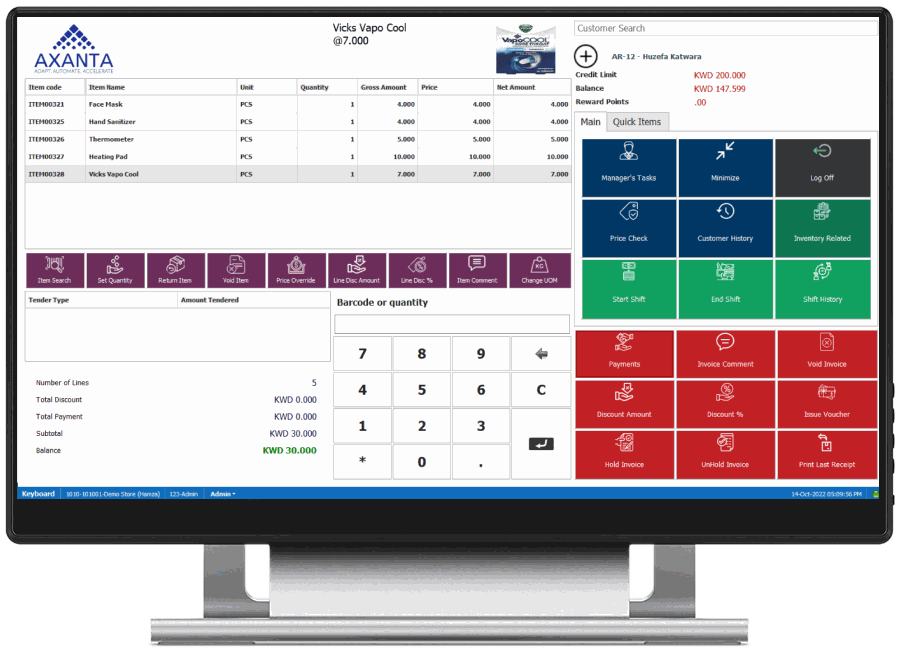 AXANTA
ADAPT. AUTOMATE. ACCELERATE
Vicks Vapo Cool
@7.000
VapoCOOL
Customer Search
AR-12 - Huzefa Katwara
Credit Limit KWD 200.000
Balance KWD 147.599
Reward Points .00
Item code Item Name Unit Quantity Gross Amount Price Net Amount
ITEM00321 Face Mask PCS 1 4.000 4.000 4.000
ITEM00325 Hand Sanitizer PCS 1 4.000 4.000 4.000
ITEM00326 Thermometer PCS 1 5.000 5.000 5.000
ITEM00327 Heating Pad PCS 1 10.000 10.000 10.000
ITEM00328 Vicks Vapo Cool PCS 1 7.000 7.000 7.000
Main Quick Items
Manager's Tasks Minimize Log Off
Price Check Customer History Inventory Related
Start Shift End Shift Shift History
Item Search Set Quantity Return Item Void Item Price Override Line Disc Amount Line Disc % Item Comment Change UOM
KG
Tender Type Amount Tendered
Barcode or quantity
7 8 9
4 5 6 C
1 2 3
* 0 .
Number of Lines 5
Total Discount KWD 0.000
Total Payment KWD 0.000
Subtotal KWD 30.000
Balance KWD 30.000
Payments Invoice Comment Void Invoice
Discount Amount Discount % Issue Voucher
Hold Invoice UnHold Invoice Print Last Receipt
Keyboard 1010-101001-Demo Store (Hamza) 123-Admin Admin 14-Oct-2022 05:09:56 PM